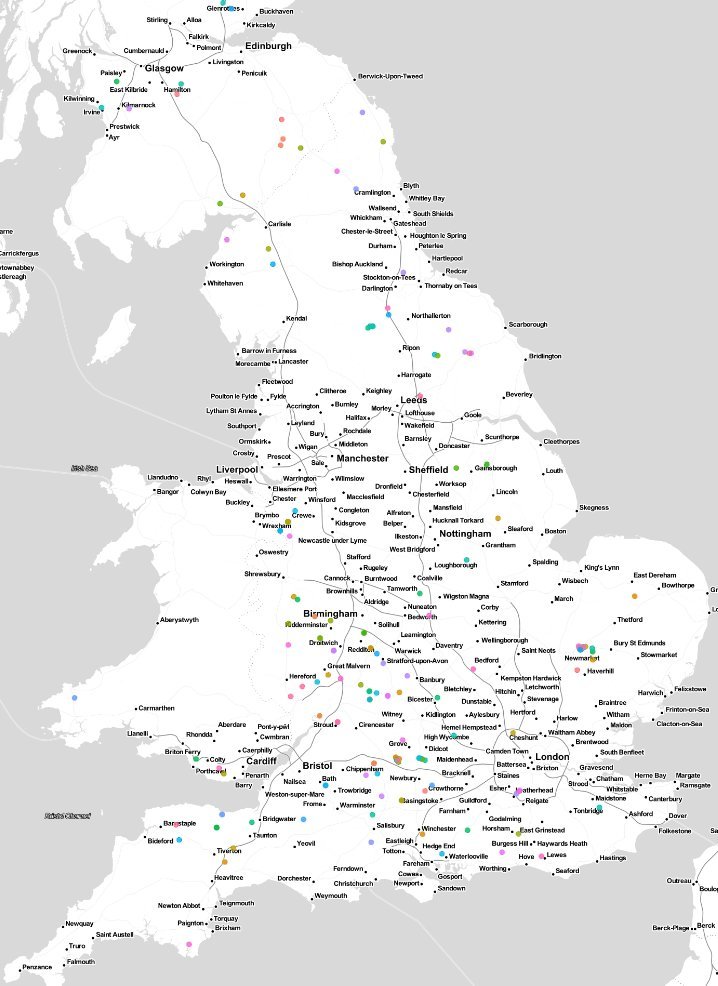 Glenrothes
Buckhaven
Stirling
Alloa
Kirkcaldy
Falkirk
Polmont
Cumbernauld
Edinburgh
Greenock
Livingston
Glasgow
Paisley
Penicuik
Berwick-Upon-Tweed
East Kilbride
Hamilton
Kilwinning
Kilmarnock
Irvine
Prestwick
Ayr
Blyth
Cramlington
Whitley Bay
Wallsend
South Shields
Whickham
Gateshead
Carlisle
Chester-le-Street
Houghton le Spring
Durham
Peterlee
Carrickfergus
Workington
Bishop Auckland
Hartlepool
Redcar
Stockton-on-Tees
Whitehaven
Darlington
Thornaby on Tees
Kendal
Northallerton
Scarborough
Ripon
Barrow in Furness
Bridlington
Morecambe
Lancaster
Harrogate
Fleetwood
Clitheroe
Keighley
Poulton le Fylde
Fylde
Beverley
Leeds
Accrington
Burnley
Morley
Lytham St Annes
Halifax
Lofthouse
Goole
Leyland
Wakefield
Southport
Bury
Rochdale
Scunthorpe
Ormskirk
Middleton
Barnsley
Cleethorpes
Wigan
Doncaster
Crosby
Prescot
Manchester
Sale
Liverpool
Sheffield
Gainsborough
Louth
Llandudno
Rhyl
Heswall
Warrington
Wilmslow
Worksop
Bangor
Colwyn Bay
Ellesmere Port
Dronfield
Chesterfield
Lincoln
Chester
Macclesfield
Buckley
Winsford
Mansfield
Skegness
Brymbo
Crewe
Congleton
Alfreton
Hucknall Torkard
Wrexham
Kidsgrove
Belper
Sleaford
Boston
Ilkeston
Nottingham
Newcastle under Lyme
West Bridgford
Grantham
Oswestry
Stafford
Loughborough
Spalding
King's Lynn
Rugeley
Shrewsbury
Cannock
Burntwood
Coalville
Stamford
Wisbech
East Dereham
Brownhills
Tamworth
Bowthorpe
Aldridge
Wigston Magna
March
Nuneaton
Corby
Birmingham
Bedworth
Thetford
Aberystwyth
Kidderminster
Solihull
Kettering
Droitwich
Leamington
Wellingborough
Redditch
Warwick
Daventry
Saint Neots
Bury St Edmunds
Newmarket
Stowmarket
Great Malvern
Stratford-upon-Avon
Bedford
Hereford
Banbury
Kempston Hardwick
Haverhill
Bletchley
Letchworth
Harwich
Felixstowe
Hitchin
Stevenage
Braintree
Carmarthen
Bicester
Dunstable
Frinton-on-Sea
Witney
Hertford
Witham
Kidlington
Aylesbury
Harlow
Maldon
Clacton-on-Sea
Aberdare
Stroud
Cirencester
Hemel Hempstead
Llanelli
Rhondda
Pont-y-pŵl
Cwmbran
High Wycombe
Cheshunt
Waltham Abbey
Briton Ferry
Caerphilly
Grove
Didcot
Camden Town
Brentwood
South Benfleet
Coity
Cardiff
Bristol
Maidenhead
London
Porthcawl
Penarth
Chippenham
Battersea
Brixton
Gravesend
Nailsea
Bath
Newbury
Bracknell
Staines
Strood
Chatham
Herne Bay
Margate
Barry
Weston-super-Mare
Trowbridge
Crowthorne
Esher
Leatherhead
Whitstable
Ramsgate
Frome
Warminster
Basingstoke
Guildford
Reigate
Maidstone
Canterbury
Barnstaple
Bridgwater
Farnham
Tonbridge
Godalming
Ashford
Dover
Bideford
Taunton
Salisbury
Winchester
Horsham
East Grinstead
Folkestone
Yeovil
Eastleigh
Hedge End
Burgess Hill
Haywards Heath
Tiverton
Totton
Waterlooville
Hove
Lewes
Hastings
Ferndown
Fareham
Worthing
Seaford
Heavitree
Dorchester
Christchurch
Cowes
Gosport
Newport
Sandown
Outreau
Weymouth
Newton Abbot
Teignmouth
Torquay
Newquay
Paignton
Brixham
Saint Austell
Berck-Plage
Berck
Truro
Penzance
Falmouth